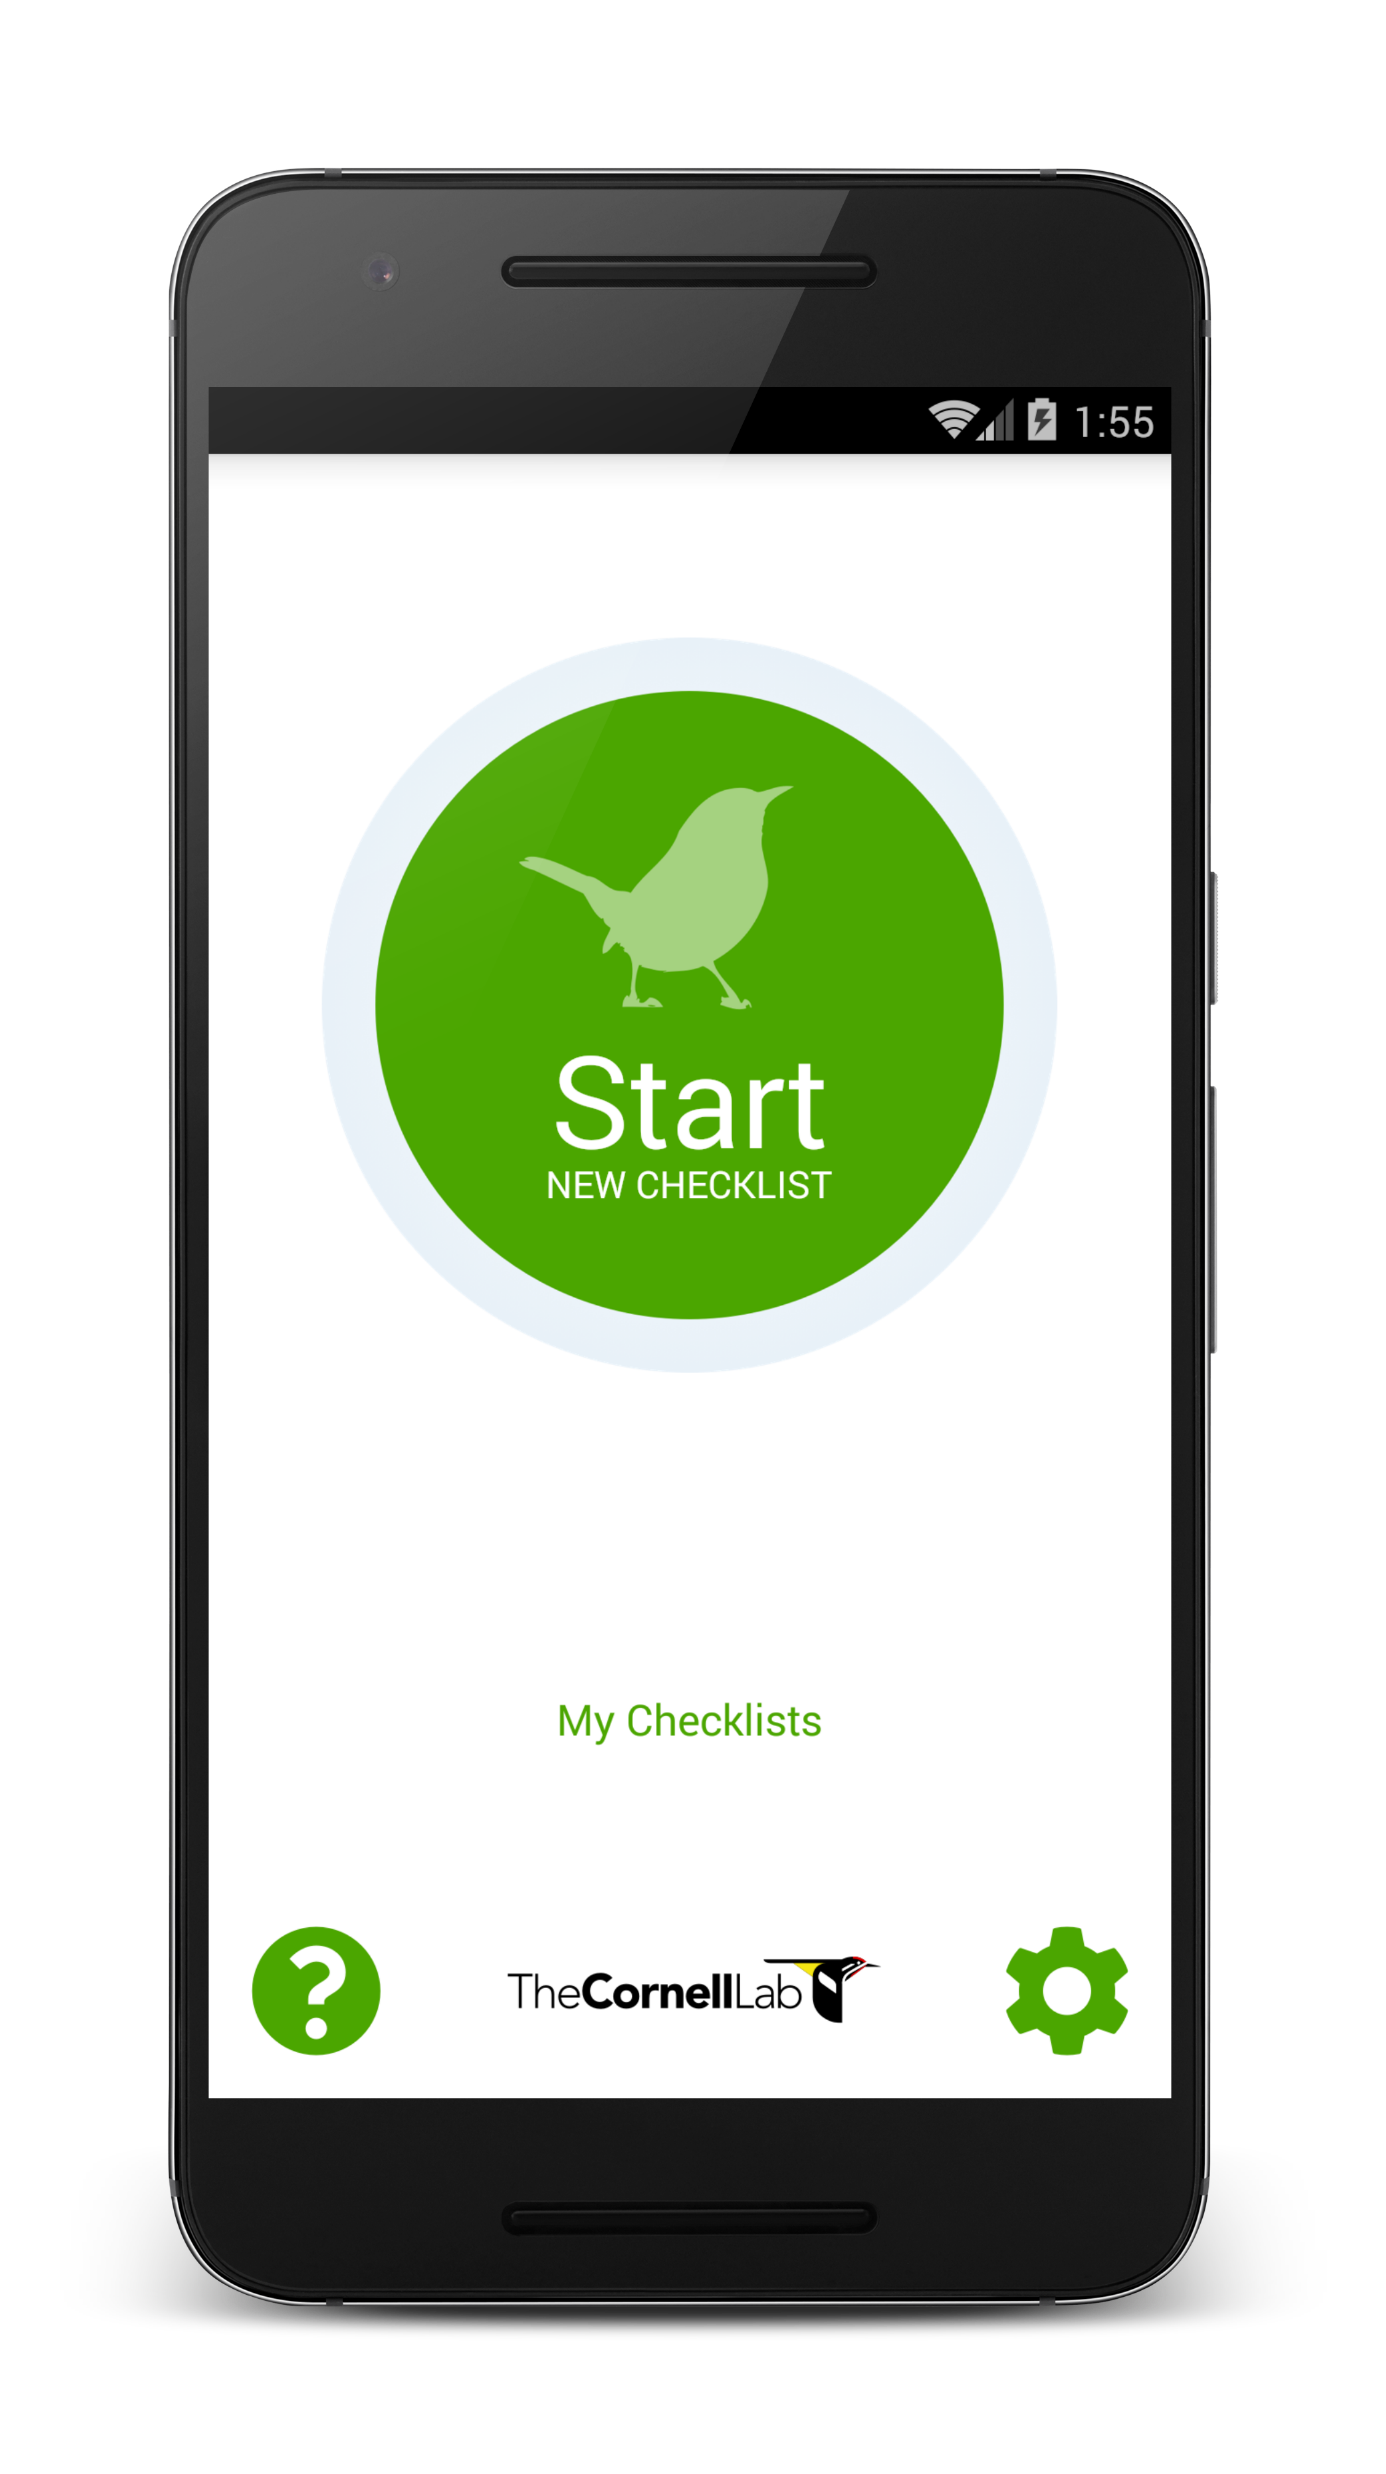 1:55
Start
NEW CHECKLIST
My Checklists
?
TheCornellLab